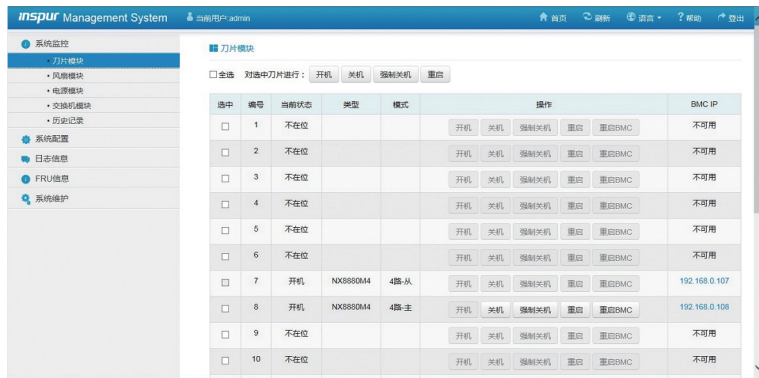 inspur Management System 当前用户:admin 首页 刷新 语言 ? 帮助 登出
系统监控
• 刀片模块
• 风扇模块
• 电源模块
• 交换机模块
• 历史记录
系统配置
日志信息
FRU信息
系统维护
刀片模块
全选 对选中刀片进行: 开机 关机 强制关机 重启
选中 编号 当前状态 类型 模式 操作 BMC IP
1 不在位 开机 关机 强制关机 重启 重启BMC 不可用
2 不在位 开机 关机 强制关机 重启 重启BMC 不可用
3 不在位 开机 关机 强制关机 重启 重启BMC 不可用
4 不在位 开机 关机 强制关机 重启 重启BMC 不可用
5 不在位 开机 关机 强制关机 重启 重启BMC 不可用
6 不在位 开机 关机 强制关机 重启 重启BMC 不可用
7 开机 NX8880M4 4路-从 开机 关机 强制关机 重启 重启BMC 192.168.0.107
8 开机 NX8880M4 4路-主 开机 关机 强制关机 重启 重启BMC 192.168.0.108
9 不在位 开机 关机 强制关机 重启 重启BMC 不可用
10 不在位 开机 关机 强制关机 重启 重启BMC 不可用